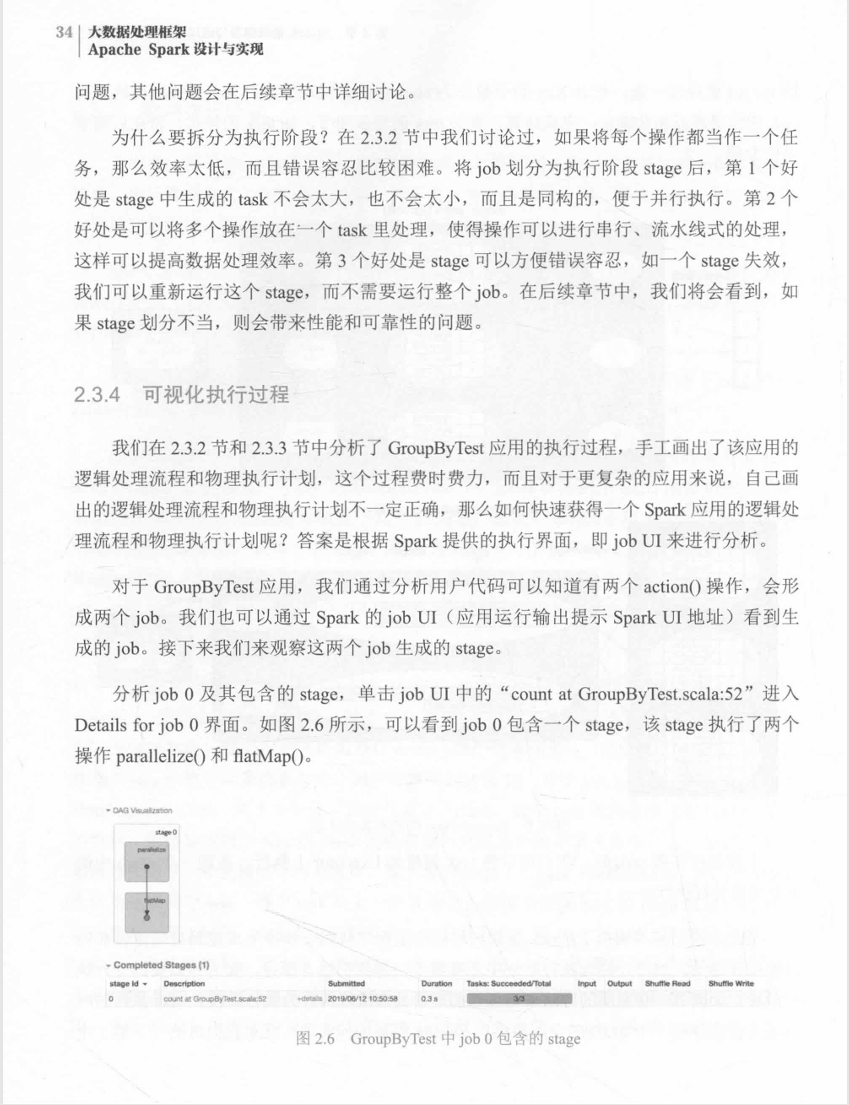 34 大数据处理框架
Apache Spark 设计与实现
问题，其他问题会在后续章节中详细讨论。
为什么要拆分为执行阶段？在 2.3.2 节中我们讨论过，如果将每个操作都当作一个任
务，那么效率太低，而且错误容忍比较困难。将 job 划分为执行阶段 stage 后，第 1 个好
处是 stage 中生成的 task 不会太大，也不会太小，而且是同构的，便于并行执行。第 2 个
好处是可以将多个操作放在一个 task 里处理，使得操作可以进行串行、流水线式的处理，
这样可以提高数据处理效率。第 3 个好处是 stage 可以方便错误容忍，如一个 stage 失效，
我们可以重新运行这个 stage，而不需要运行整个 job。在后续章节中，我们将会看到，如
果 stage 划分不当，则会带来性能和可靠性的问题。
2.3.4 可视化执行过程
我们在 2.3.2 节和 2.3.3 节中分析了 GroupByTest 应用的执行过程，手工画出了该应用的
逻辑处理流程和物理执行计划，这个过程费时费力，而且对于更复杂的应用来说，自己画
出的逻辑处理流程和物理执行计划不一定正确，那么如何快速获得一个 Spark 应用的逻辑处
理流程和物理执行计划呢？答案是根据 Spark 提供的执行界面，即 job UI 来进行分析。
对于 GroupByTest 应用，我们通过分析用户代码可以知道有两个 action() 操作，会形
成两个 job。我们也可以通过 Spark 的 job UI（应用运行输出提示 Spark UI 地址）看到生
成的 job。接下来我们来观察这两个 job 生成的 stage。
分析 job 0 及其包含的 stage，单击 job UI 中的“count at GroupByTest.scala:52”进入
Details for job 0 界面。如图 2.6 所示，可以看到 job 0 包含一个 stage，该 stage 执行了两个
操作 parallelize() 和 flatMap()。
DAG Visualization
stage 0
parallelize
flatMap
Completed Stages (1)
stage Id Description Submitted Duration Tasks: Succeeded/Total Input Output Shuffle Read Shuffle Write
0 count at GroupByTest.scala:52 +details 2019/06/12 10:50:58 0.3 s 3/3
图 2.6 GroupByTest 中 job 0 包含的 stage